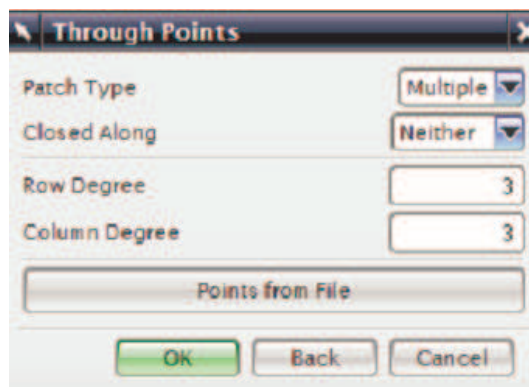 Through Points
Patch Type Multiple
Closed Along Neither
Row Degree 3
Column Degree 3
Points from File
OK Back Cancel